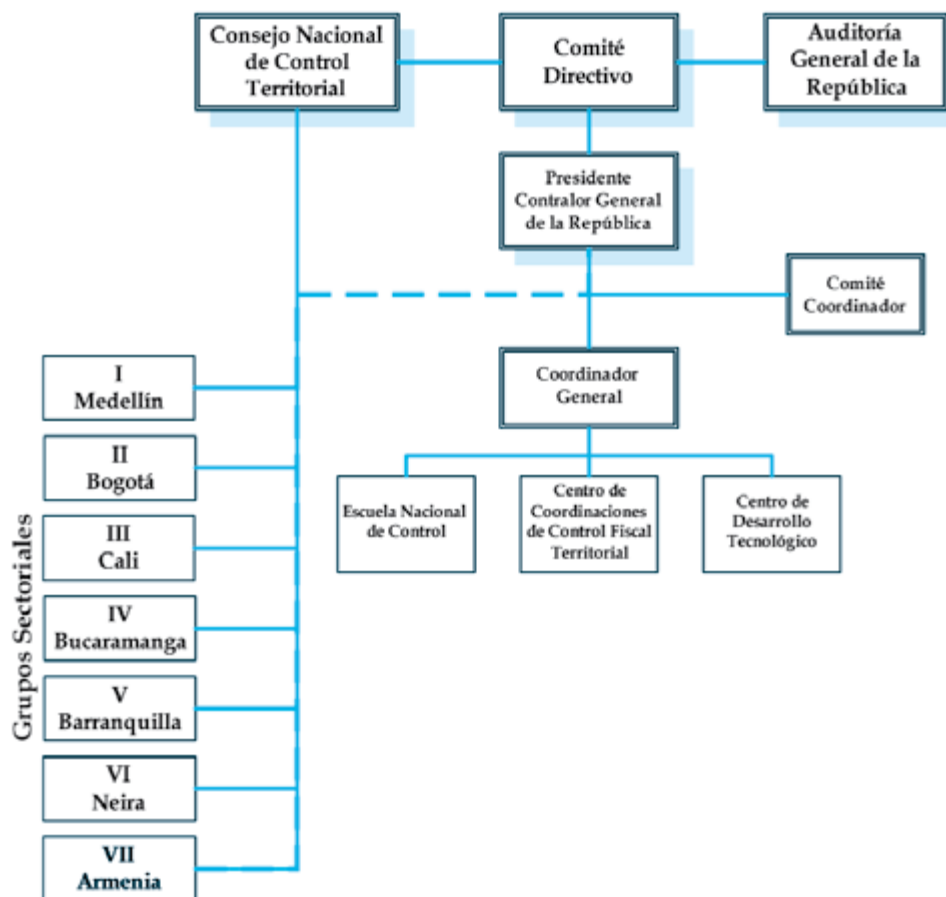 Consejo Nacional
de Control
Territorial
Comité
Directivo
Auditoría
General de la
República
Presidente
Contralor General
de la República
Comité
Coordinador
Coordinador
General
Escuela Nacional
de Control
Centro de
Coordinaciones
de Control Fiscal
Territorial
Centro de
Desarrollo
Tecnológico
Grupos Sectoriales
I
Medellín
II
Bogotá
III
Cali
IV
Bucaramanga
V
Barranquilla
VI
Neira
VII
Armenia